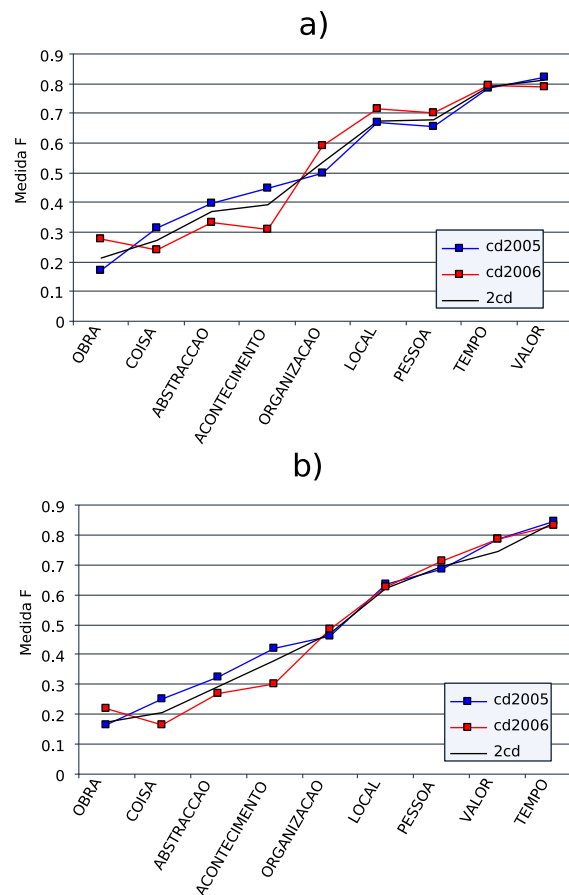 a)
0.9
0.8
0.7
0.6
0.5
0.4
0.3
0.2
0.1
0
Medida F
cd2005
cd2006
2cd
OBRA
COISA
ABSTRACCAO
ACONTECIMENTO
ORGANIZACAO
LOCAL
PESSOA
TEMPO
VALOR
b)
0.9
0.8
0.7
0.6
0.5
0.4
0.3
0.2
0.1
0
Medida F
cd2005
cd2006
2cd
OBRA
COISA
ABSTRACCAO
ACONTECIMENTO
ORGANIZACAO
LOCAL
PESSOA
VALOR
TEMPO